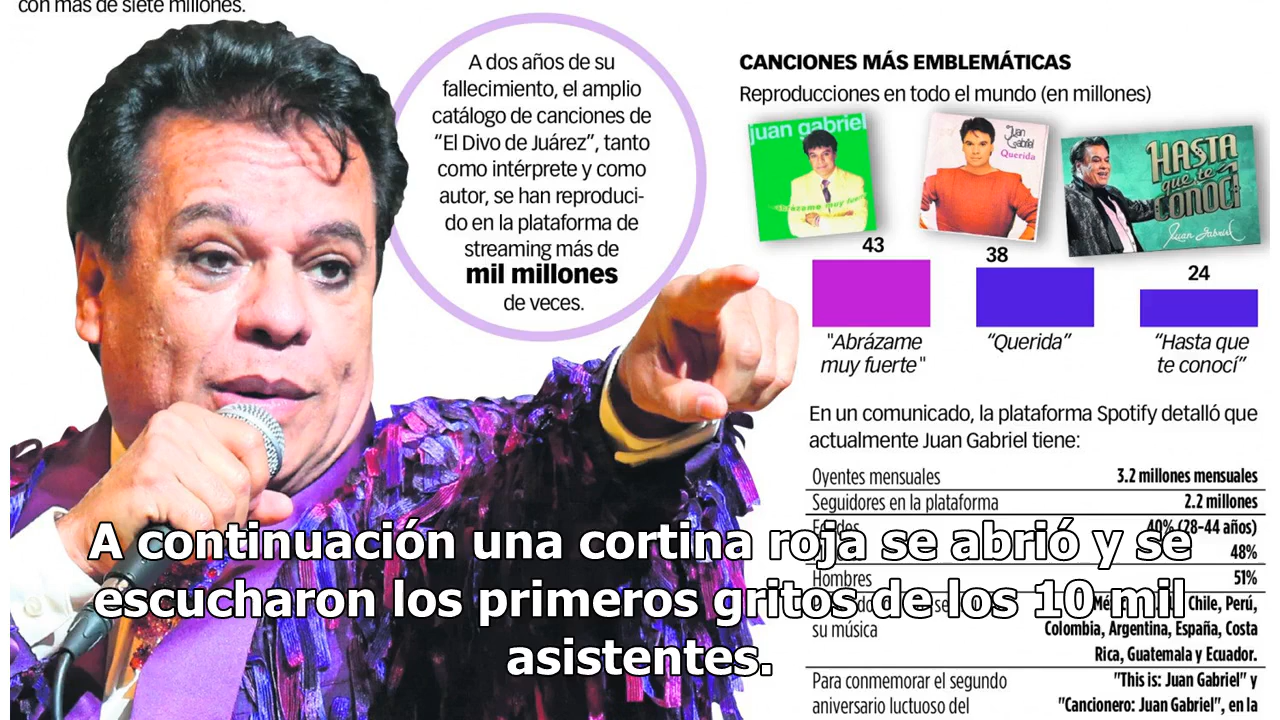 con más de siete millones.
A dos años de su
fallecimiento, el amplio
catálogo de canciones de
“El Divo de Juárez”, tanto
como intérprete y como
autor, se han reproduci-
do en la plataforma de
streaming más de
mil millones
de veces.
CANCIONES MÁS EMBLEMÁTICAS
Reproducciones en todo el mundo (en millones)
juan gabriel
abrázame muy fuerte
Juan Gabriel
Querida
HASTA
que te
CONOCÍ
Juan Gabriel
43
38
24
"Abrázame
muy fuerte"
“Querida”
“Hasta que
te conocí”
En un comunicado, la plataforma Spotify detalló que
actualmente Juan Gabriel tiene:
Oyentes mensuales 3.2 millones mensuales
Seguidores en la plataforma 2.2 millones
40% (28-44 años)
48%
Hombres 51%
Chile, Perú,
su música Colombia, Argentina, España, Costa
Rica, Guatemala y Ecuador.
Para conmemorar el segundo "This is: Juan Gabriel" y
aniversario luctuoso del "Cancionero: Juan Gabriel", en la
A continuación una cortina roja se abrió y se
escucharon los primeros gritos de los 10 mil
asistentes.